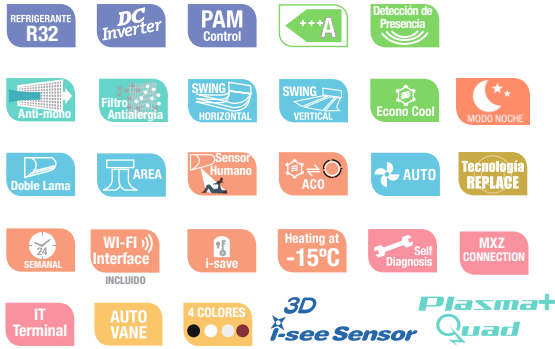 REFRIGERANTE
R32
DC
Inverter
PAM
Control
+++A
Detección de
Presencia
Anti-moho
Filtro
Antialergia
SWING
HORIZONTAL
SWING
VERTICAL
Econo Cool
MODO NOCHE
Doble Lama
AREA
Sensor
Humano
ACO
AUTO
Tecnología
REPLACE
24
SEMANAL
WI-FI
Interface
INCLUIDO
i-save
Heating at
-15ºC
Self
Diagnosis
MXZ
CONNECTION
IT
Terminal
AUTO
VANE
4 COLORES
3D
i-see Sensor
Plasma+
Quad